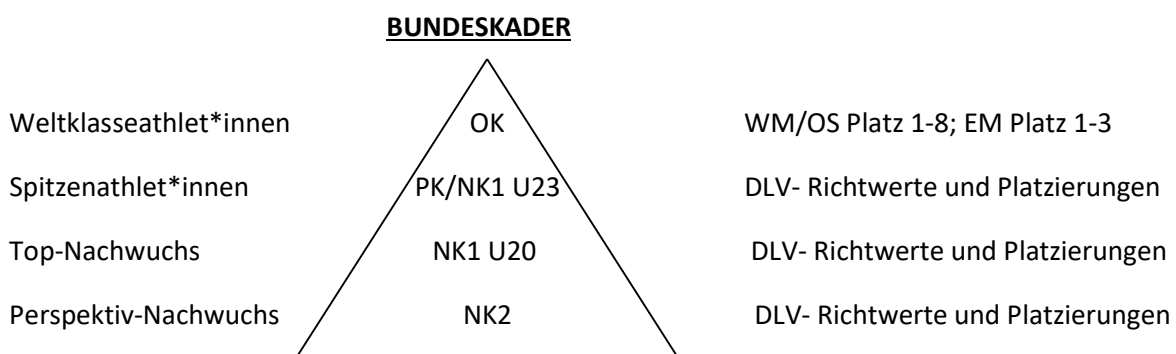 BUNDESKADER
Weltklasseathlet*innen OK WM/OS Platz 1-8; EM Platz 1-3
Spitzenathlet*innen PK/NK1 U23 DLV- Richtwerte und Platzierungen
Top-Nachwuchs NK1 U20 DLV- Richtwerte und Platzierungen
Perspektiv-Nachwuchs NK2 DLV- Richtwerte und Platzierungen